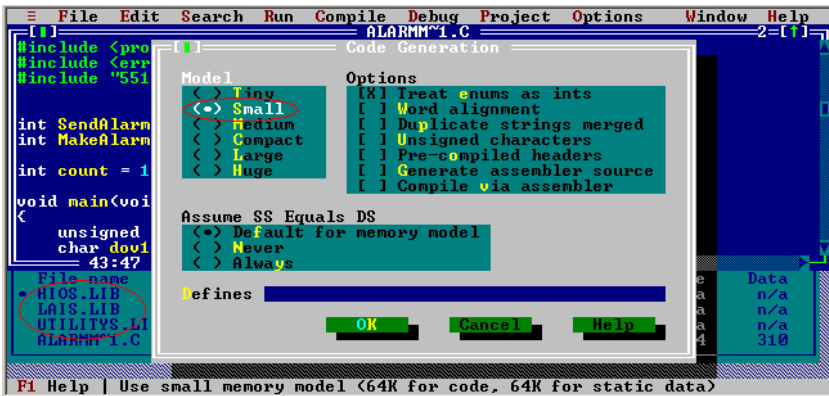 ≡ File Edit Search Run Compile Debug Project Options Window Help
[■] ALARMM~1.C 2=[↑]
#include <pro
#include <err
#include "551
int SendAlarm
int MakeAlarm
int count = 1
void main(voi
{
unsigned
char dov1
43:47
[■] Code Generation
Model
( ) Tiny
(•) Small
( ) Medium
( ) Compact
( ) Large
( ) Huge
Options
[X] Treat enums as ints
[ ] Word alignment
[ ] Duplicate strings merged
[ ] Unsigned characters
[ ] Pre-compiled headers
[ ] Generate assembler source
[ ] Compile via assembler
Assume SS Equals DS
(•) Default for memory model
( ) Never
( ) Always
Defines
OK Cancel Help
File name e Data
• HIOS.LIB a n/a
LAIS.LIB a n/a
UTILITYS.LI a n/a
ALARMM~1.C 4 310
F1 Help | Use small memory model (64K for code, 64K for static data)